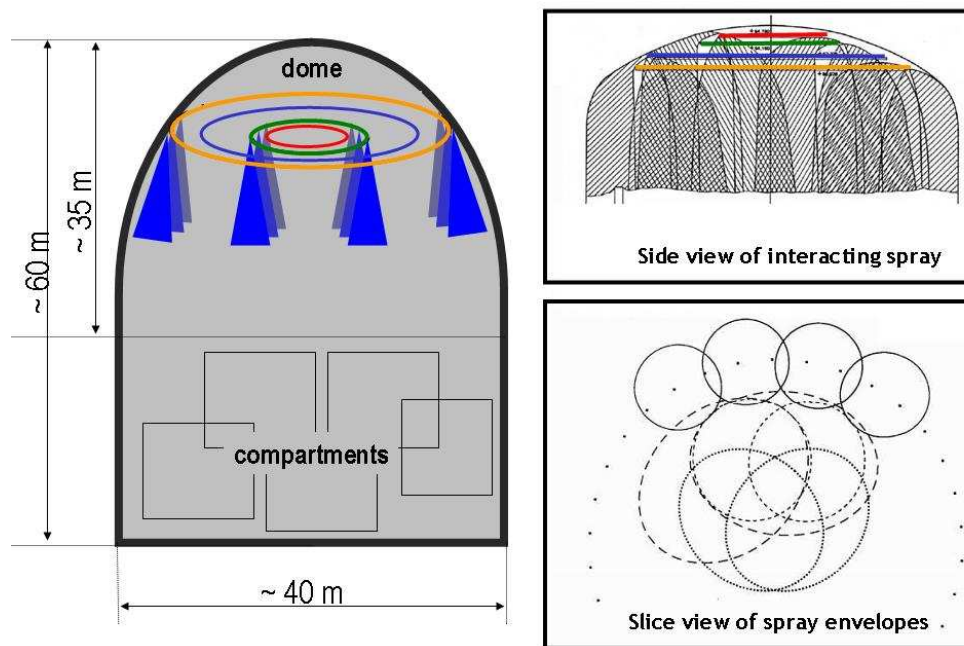 dome
~ 60 m
~ 35 m
compartments
~ 40 m
Side view of interacting spray
Slice view of spray envelopes